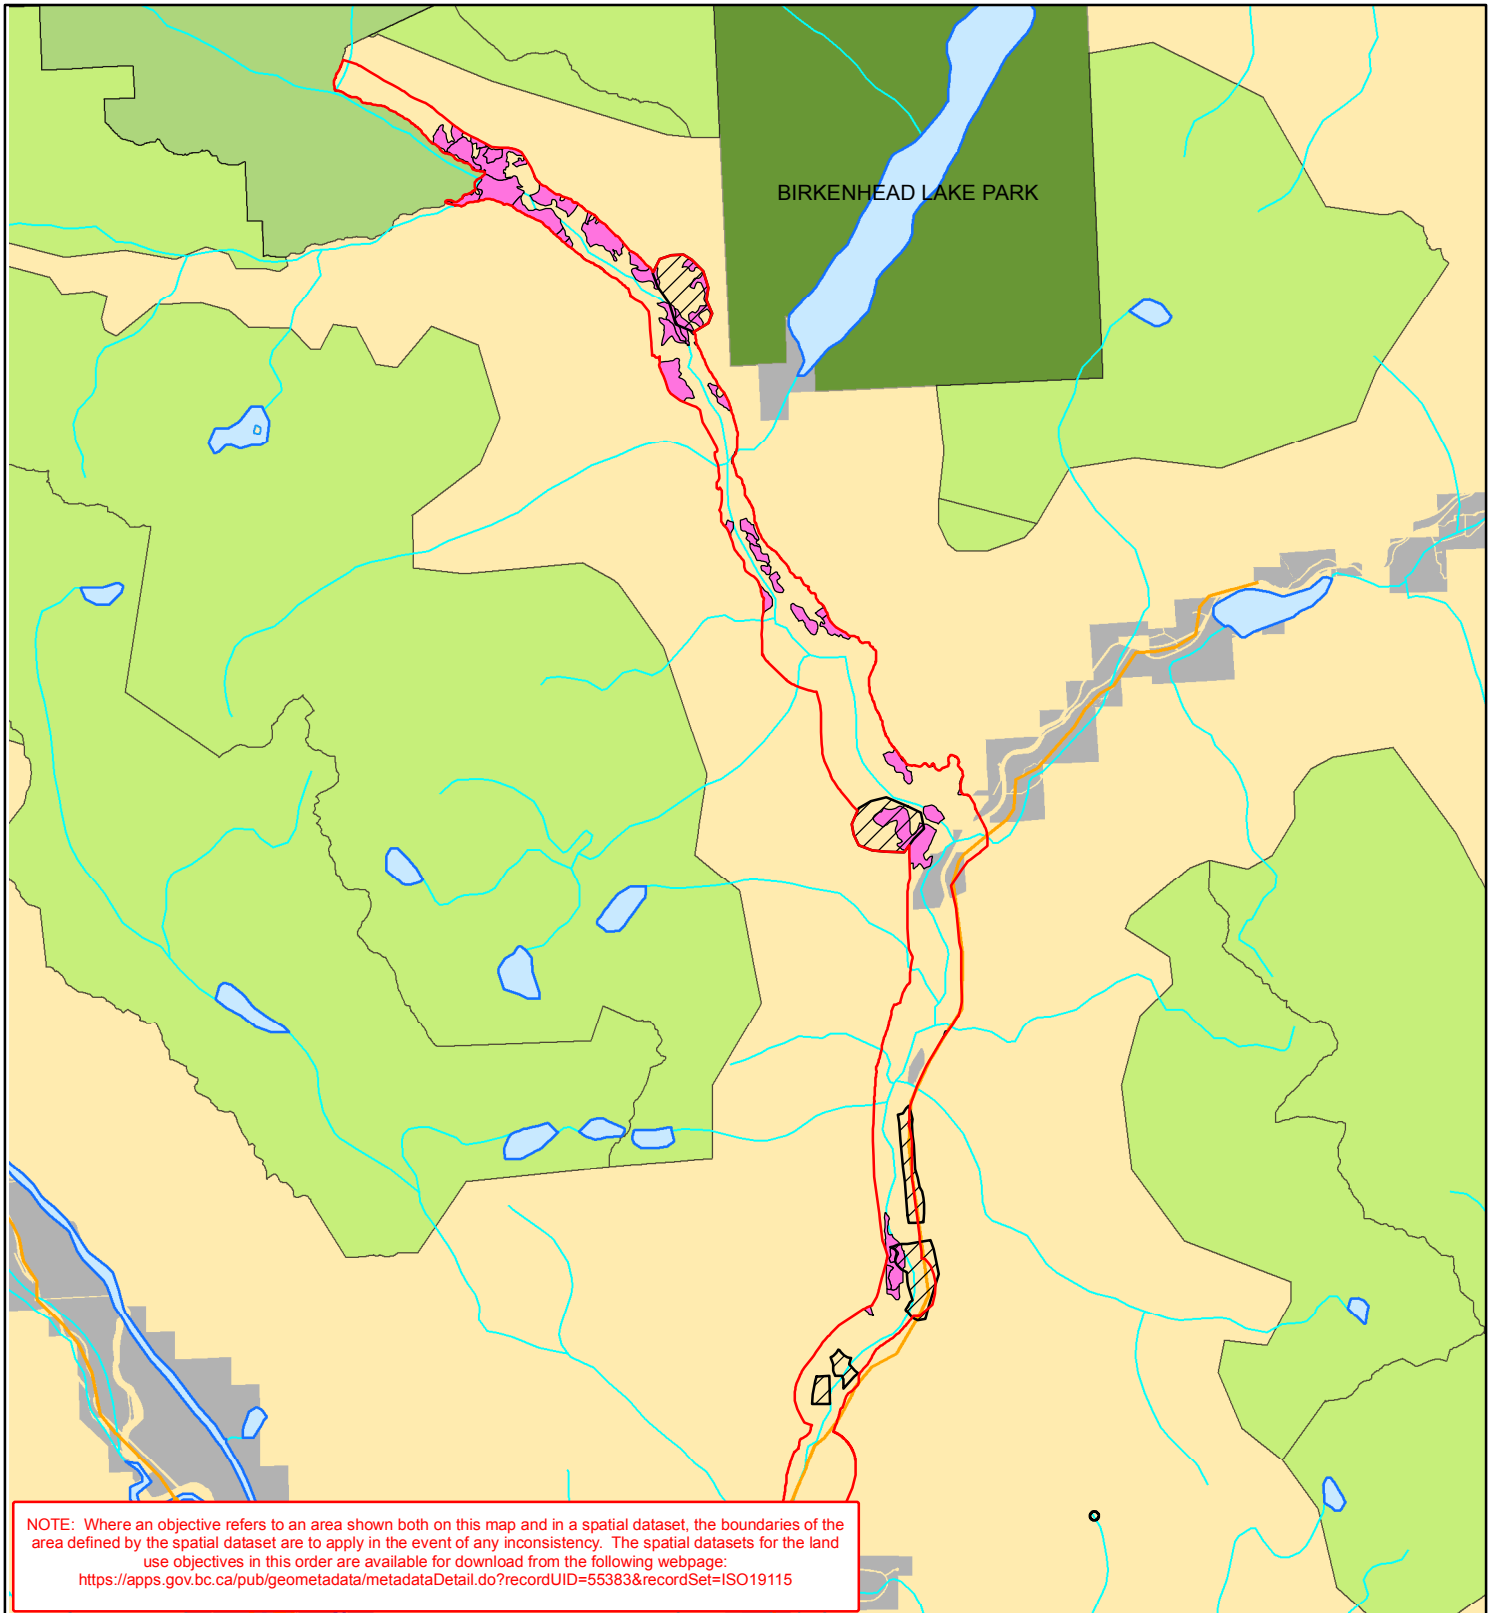 BIRKENHEAD LAKE PARK
NOTE:  Where an objective refers to an area shown both on this map and in a spatial dataset, the boundaries of the
area defined by the spatial dataset are to apply in the event of any inconsistency.  The spatial datasets for the land
use objectives in this order are available for download from the following webpage:
https://apps.gov.bc.ca/pub/geometadata/metadataDetail.do?recordUID=55383&recordSet=ISO19115